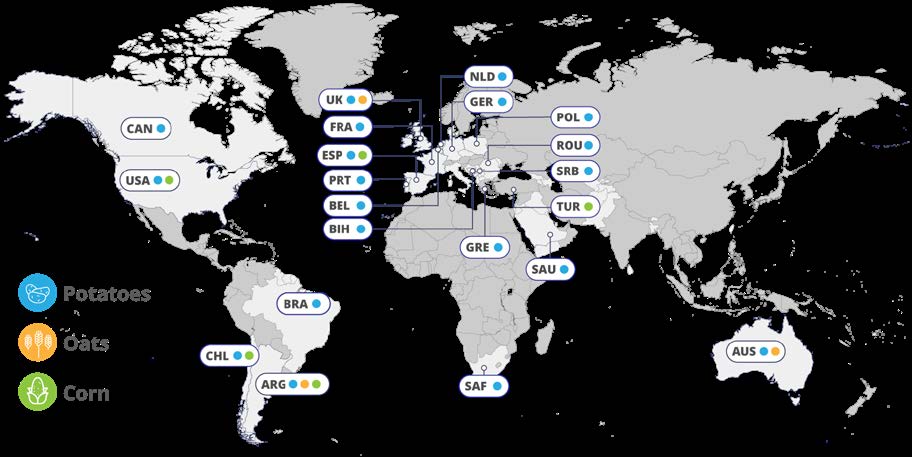 NLD
UK
GER
FRA
POL
CAN
ESP
ROU
USA
PRT
SRB
BEL
TUR
BIH
GRE
SAU
Potatoes
BRA
Oats
CHL
AUS
ARG
SAF
Corn